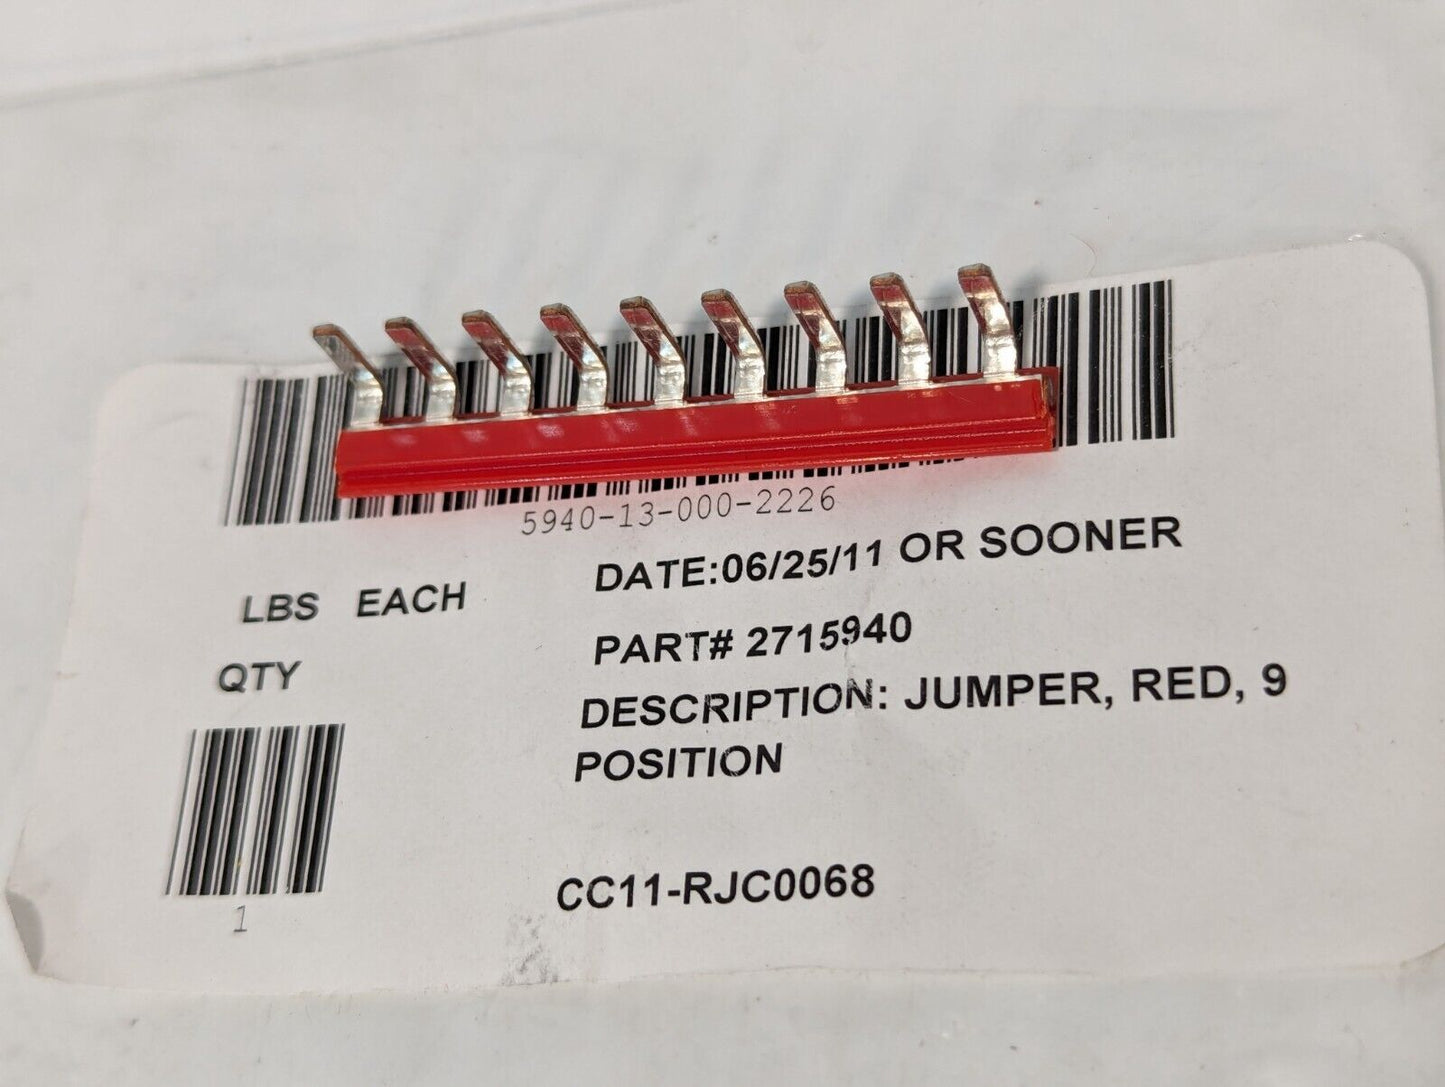 5940-13-000-2226
LBS EACH
DATE:06/25/11 OR SOONER
QTY
PART# 2715940
DESCRIPTION: JUMPER, RED, 9
POSITION
1
CC11-RJC0068